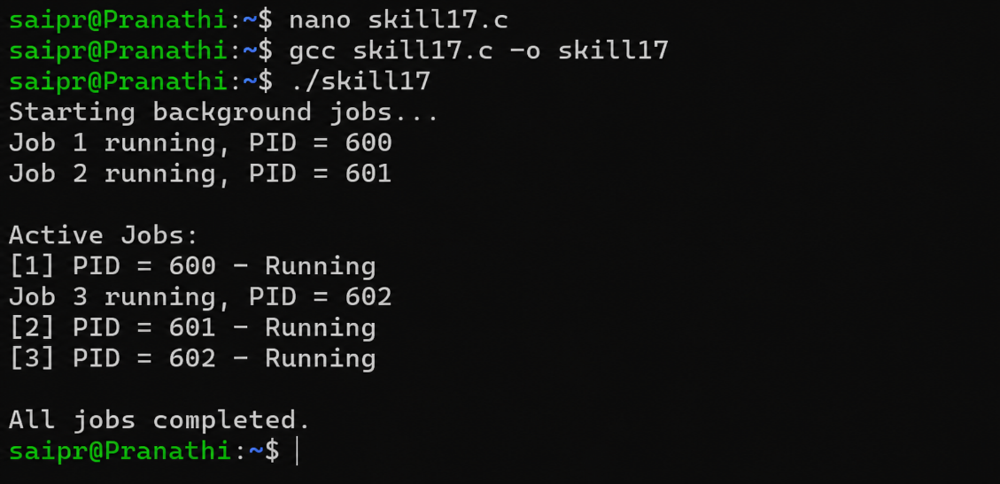 saipr@Pranathi:~$ nano skill17.c
saipr@Pranathi:~$ gcc skill17.c -o skill17
saipr@Pranathi:~$ ./skill17
Starting background jobs...
Job 1 running, PID = 600
Job 2 running, PID = 601
Active Jobs:
[1] PID = 600 - Running
Job 3 running, PID = 602
[2] PID = 601 - Running
[3] PID = 602 - Running
All jobs completed.
saipr@Pranathi:~$